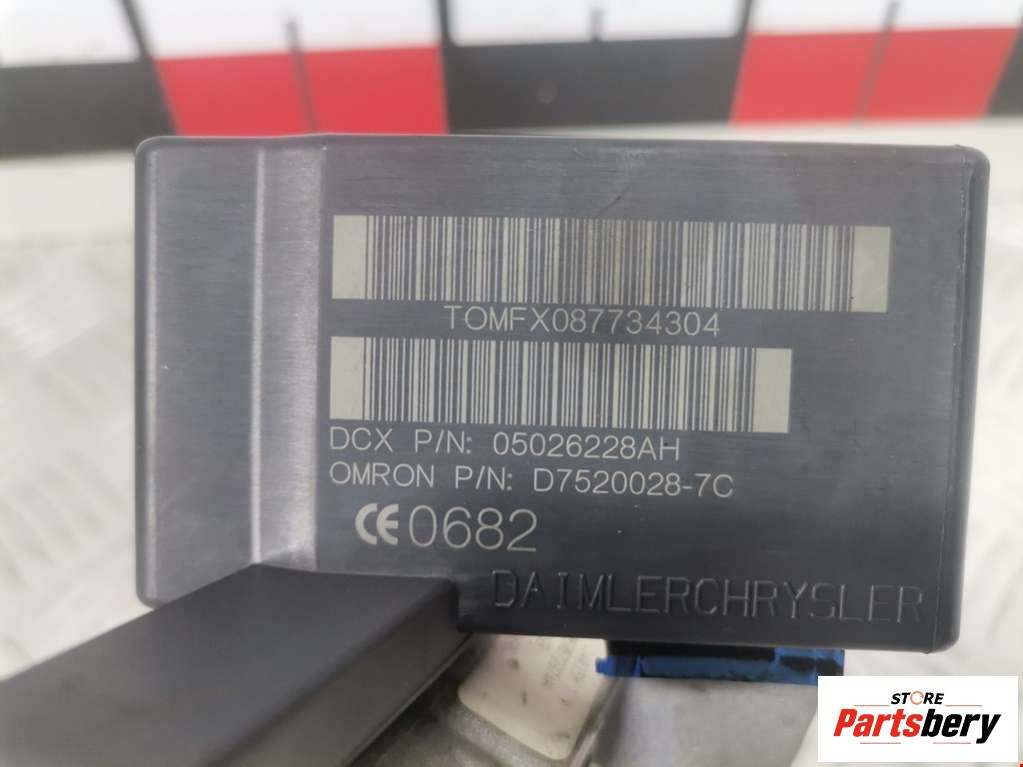 TOMFX087734304
DCX P/N: 05026228AH
OMRON P/N: D7520028-7C
CE0682
DAIMLERCHRYSLER
STORE
Partsbery